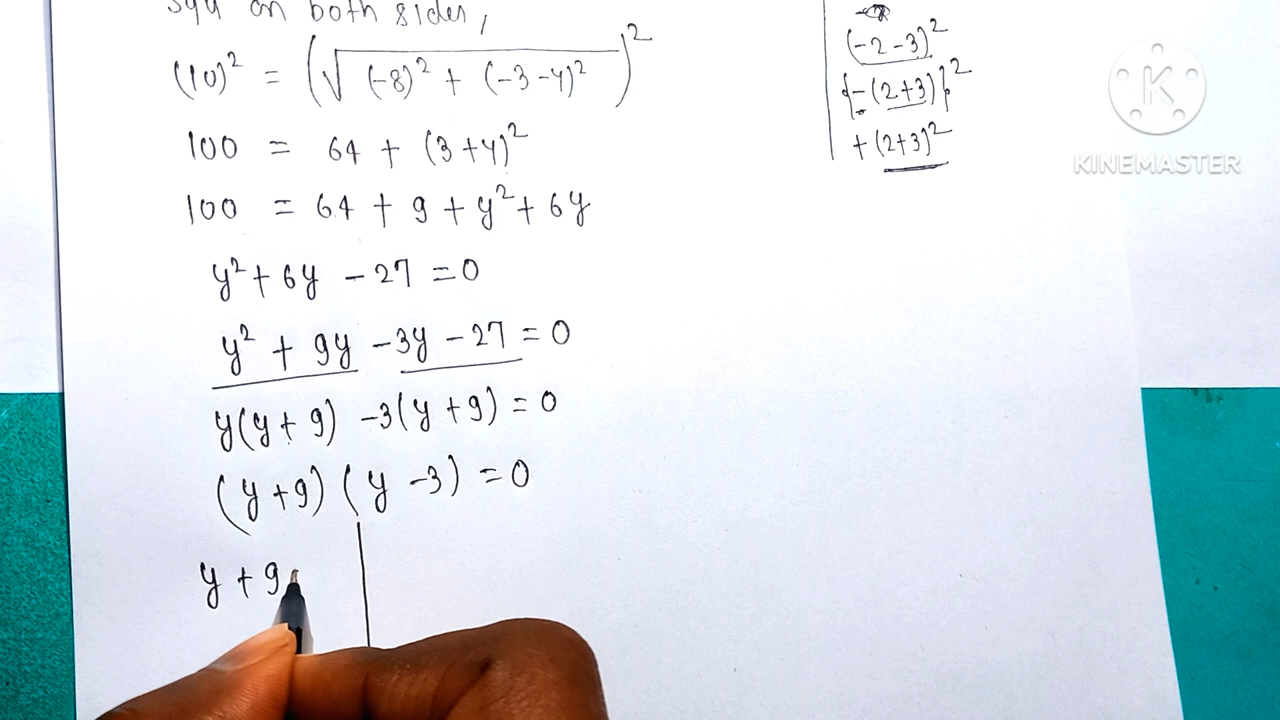 squ on both sides,
(10)² = (√(-8)² + (-3-y)²)²
100 = 64 + (3+y)²
100 = 64 + 9 + y² + 6y
y² + 6y - 27 = 0
y² + 9y - 3y - 27 = 0
y(y + 9) - 3(y + 9) = 0
(y + 9) (y - 3) = 0
y + 9
(-2-3)²
{-(2+3)}²
+ (2+3)²
KINEMASTER